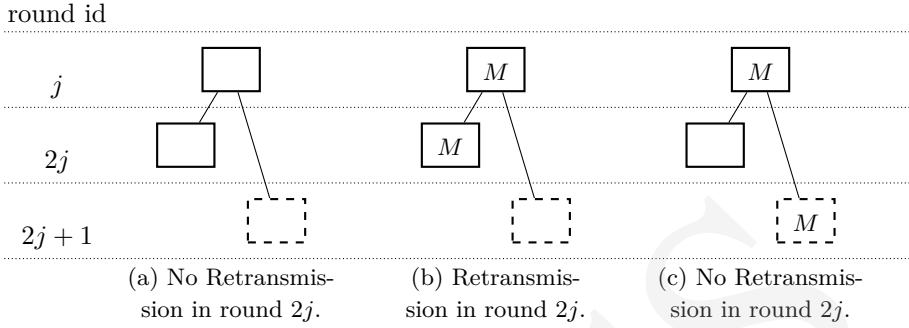 round id
j
M
M
2j
M
2j + 1
M
(a) No Retransmis-
sion in round 2j.
(b) Retransmis-
sion in round 2j.
(c) No Retransmis-
sion in round 2j.